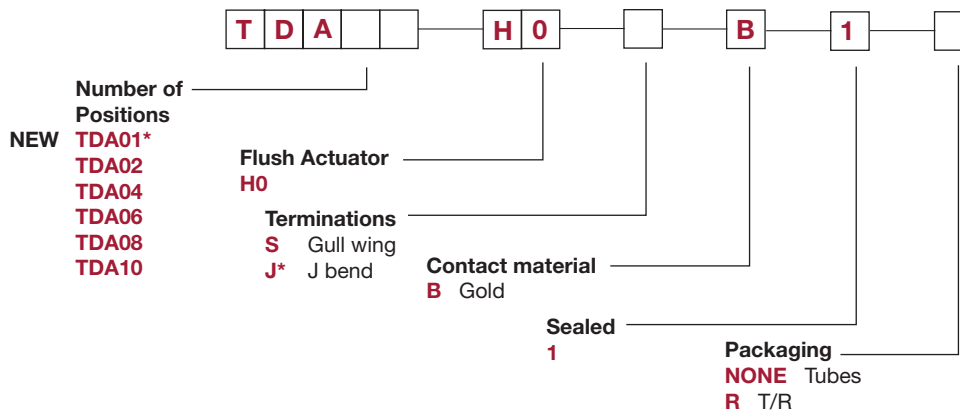 T D A H 0 B 1
Number of
Positions
NEW TDA01*
TDA02
TDA04
TDA06
TDA08
TDA10
Flush Actuator
H0
Terminations
S Gull wing
J* J bend
Contact material
B Gold
Sealed
1
Packaging
NONE Tubes
R T/R